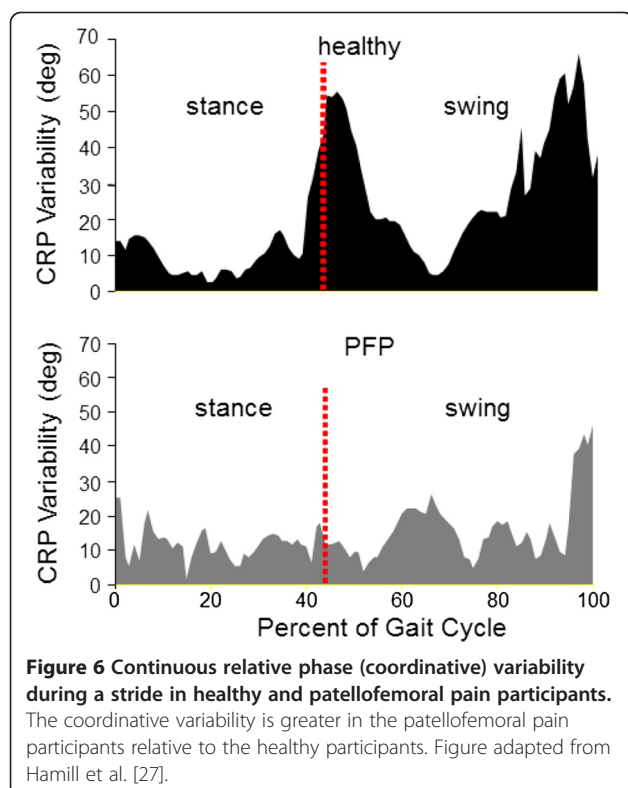 healthy
70
60
50
40
30
20
10
0
CRP Variability (deg)
stance
swing
PFP
70
60
50
40
30
20
10
0
CRP Variability (deg)
stance
swing
0 20 40 60 80 100
Percent of Gait Cycle
Figure 6 Continuous relative phase (coordinative) variability
during a stride in healthy and patellofemoral pain participants.
The coordinative variability is greater in the patellofemoral pain
participants relative to the healthy participants. Figure adapted from
Hamill et al. [27].